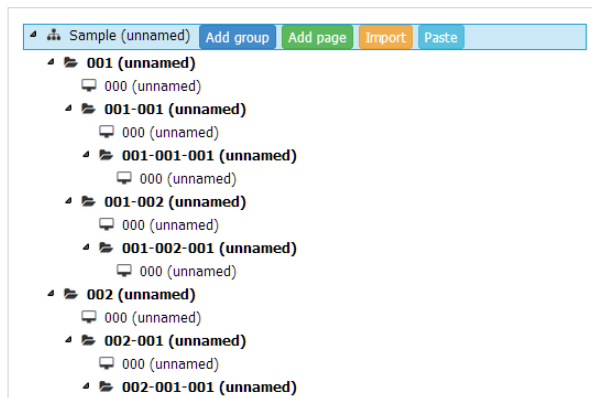 Sample (unnamed) Add group Add page Import Paste
001 (unnamed)
000 (unnamed)
001-001 (unnamed)
000 (unnamed)
001-001-001 (unnamed)
000 (unnamed)
001-002 (unnamed)
000 (unnamed)
001-002-001 (unnamed)
000 (unnamed)
002 (unnamed)
000 (unnamed)
002-001 (unnamed)
000 (unnamed)
002-001-001 (unnamed)